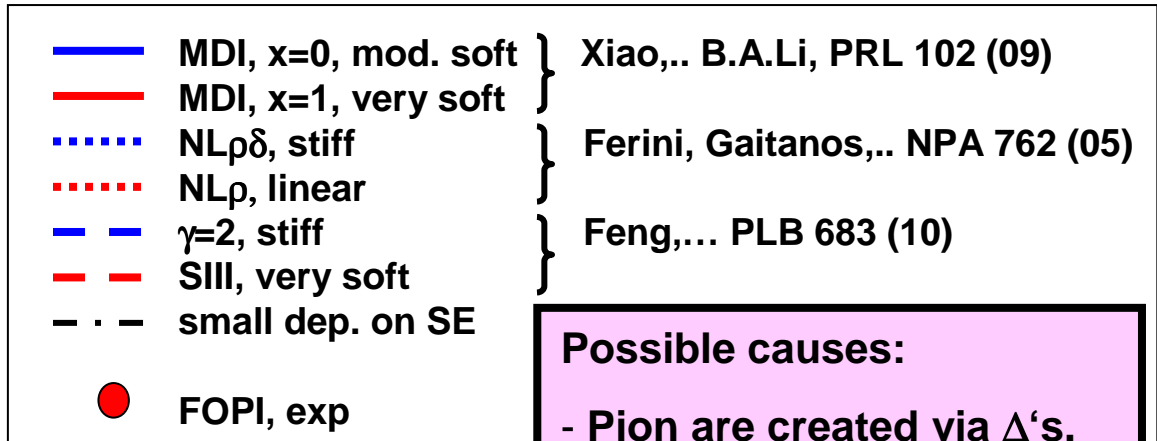 MDI, x=0, mod. soft
MDI, x=1, very soft
Xiao,.. B.A.Li, PRL 102 (09)
NLρδ, stiff
NLρ, linear
Ferini, Gaitanos,.. NPA 762 (05)
γ=2, stiff
SIII, very soft
Feng,… PLB 683 (10)
small dep. on SE
FOPI, exp
Possible causes:
- Pion are created via Δ‘s.